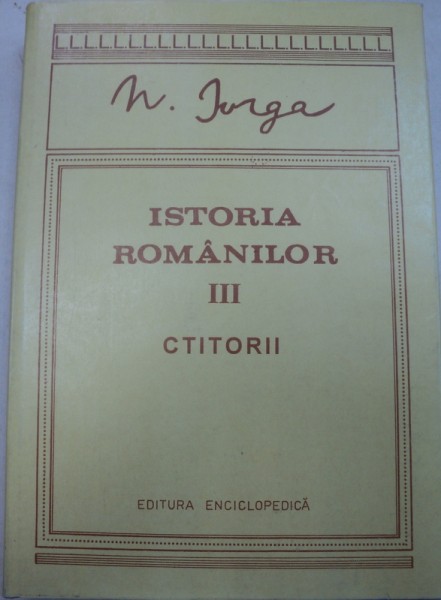 N. Iorga
ISTORIA
ROMÂNILOR
III
CTITORII
EDITURA ENCICLOPEDICĂ